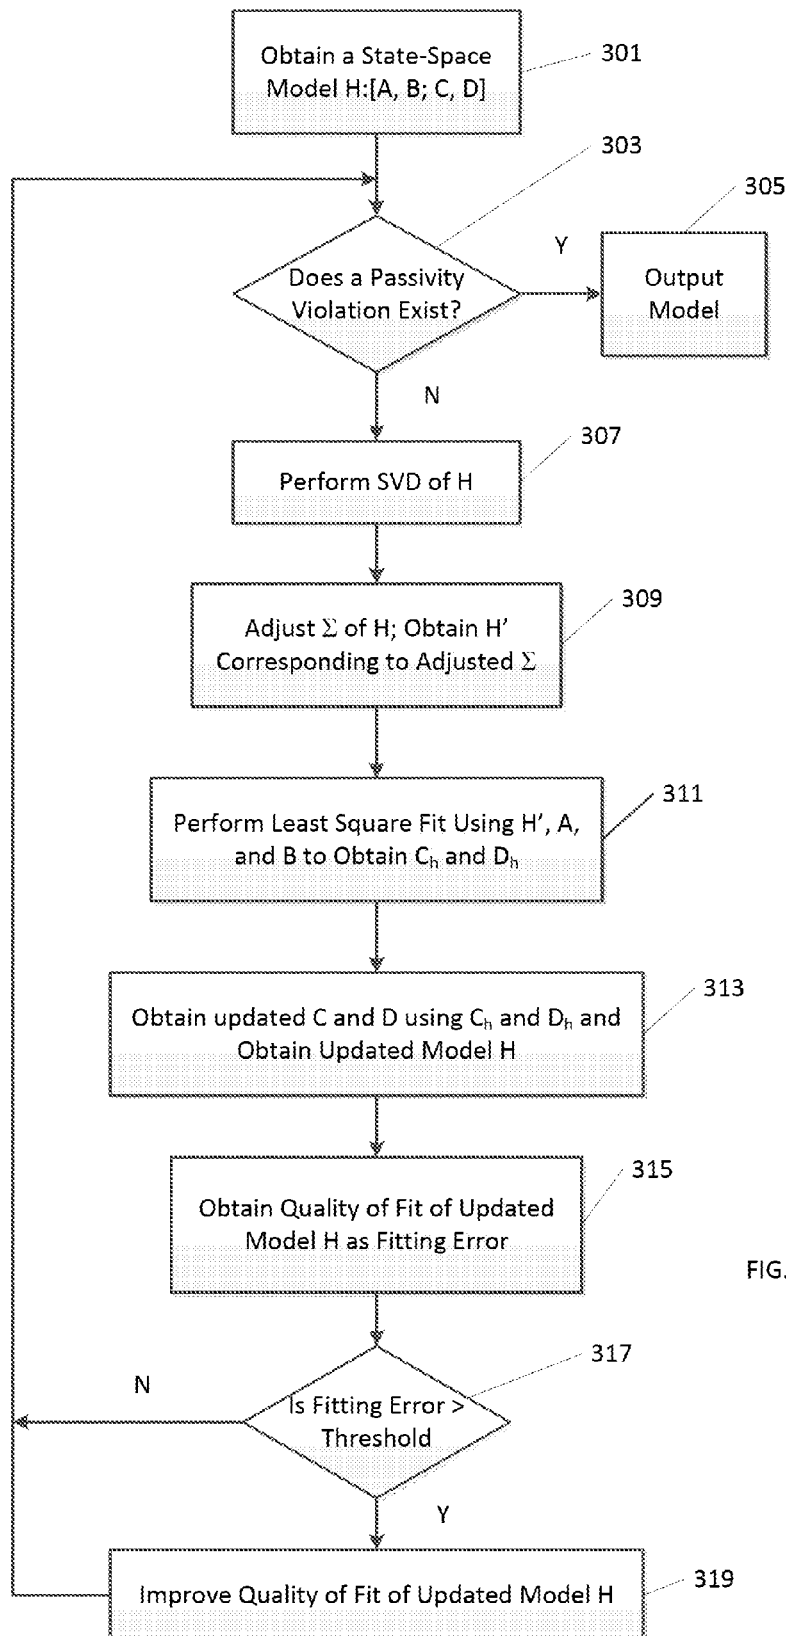 Obtain a State-Space
Model H:[A, B; C, D]
301
303
305
Does a Passivity
Violation Exist?
Y
Output
Model
N
307
Perform SVD of H
309
Adjust Σ of H; Obtain H’
Corresponding to Adjusted Σ
311
Perform Least Square Fit Using H’, A,
and B to Obtain Cₕ and Dₕ
313
Obtain updated C and D using Cₕ and Dₕ and
Obtain Updated Model H
315
Obtain Quality of Fit of Updated
Model H as Fitting Error
FIG.
317
N
Is Fitting Error >
Threshold
Y
319
Improve Quality of Fit of Updated Model H